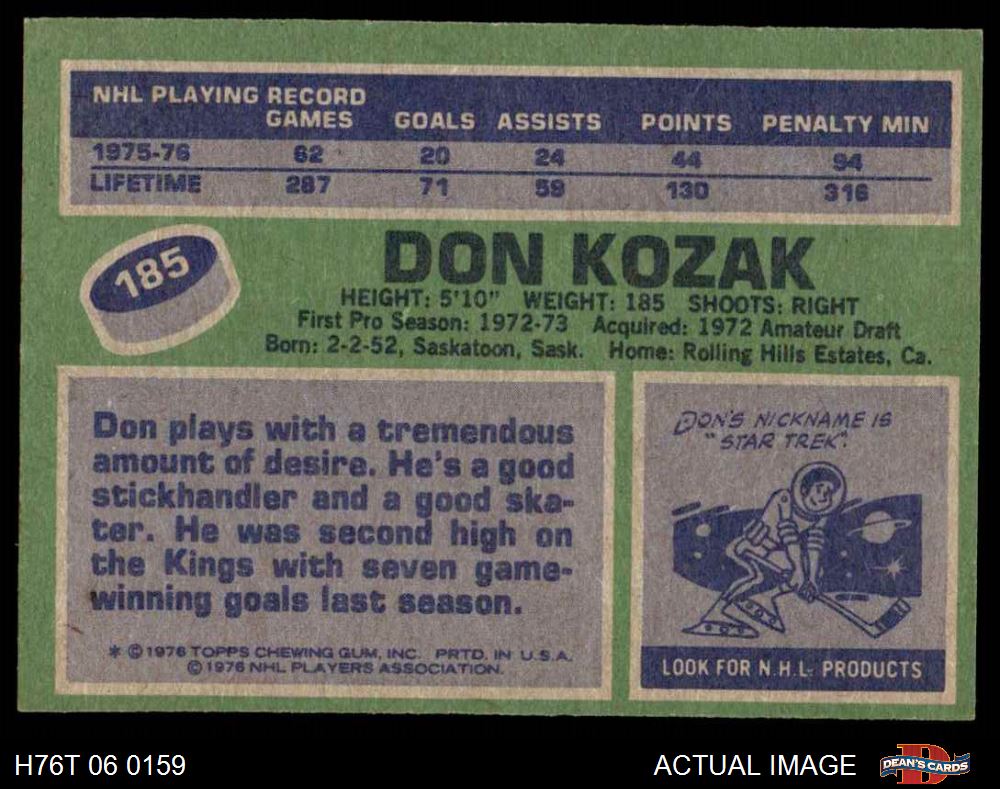 NHL PLAYING RECORD
GAMES GOALS ASSISTS POINTS PENALTY MIN
1975-76 62 20 24 44 94
LIFETIME 287 71 59 130 316
185
DON KOZAK
HEIGHT: 5'10" WEIGHT: 185 SHOOTS: RIGHT
First Pro Season: 1972-73 Acquired: 1972 Amateur Draft
Born: 2-2-52, Saskatoon, Sask. Home: Rolling Hills Estates, Ca.
Don plays with a tremendous
amount of desire. He's a good
stickhandler and a good ska-
ter. He was second high on
the Kings with seven game-
winning goals last season.
* © 1976 TOPPS CHEWING GUM, INC. PRTD. IN U.S.A.
© 1976 NHL PLAYERS ASSOCIATION.
DON'S NICKNAME IS
"STAR TREK".
LOOK FOR N.H.L. PRODUCTS
H76T 06 0159
ACTUAL IMAGE
DEAN'S CARDS